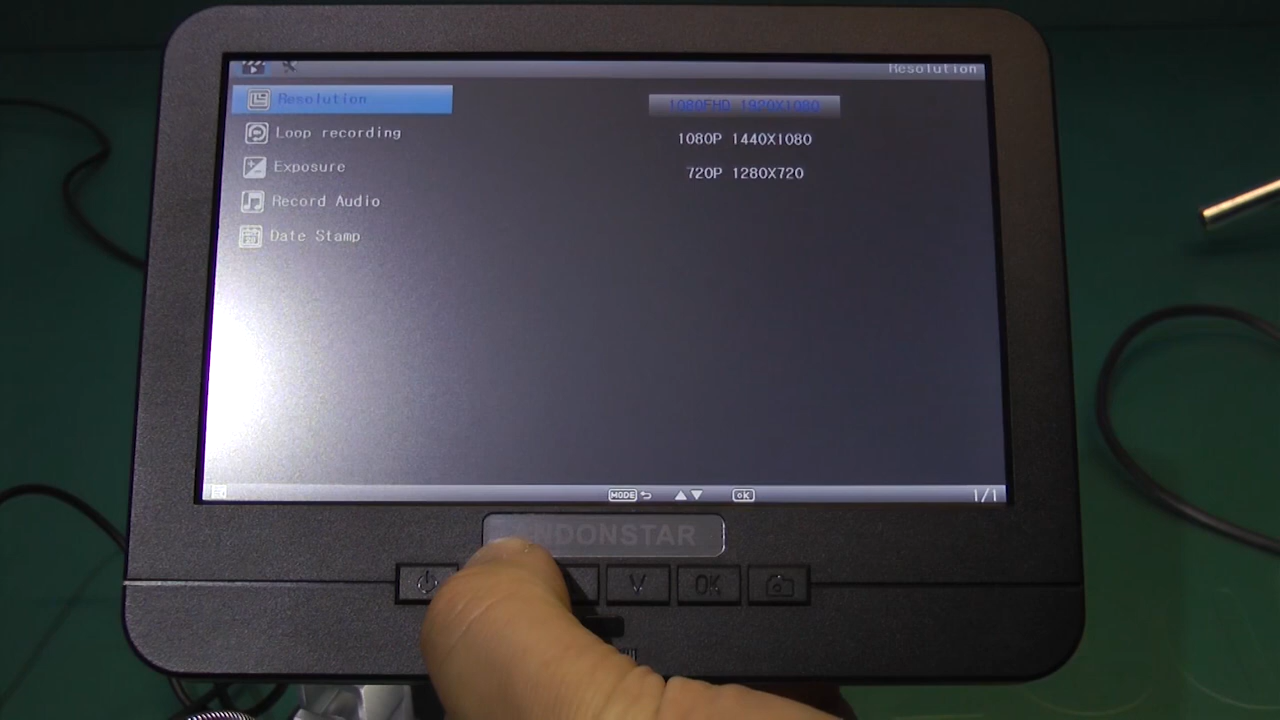 Resolution
Resolution
1080FHD 1920X1080
Loop recording
1080P 1440X1080
Exposure
720P 1280X720
Record Audio
Date Stamp
MODE
OK
1/1
NDONSTAR
V
OK